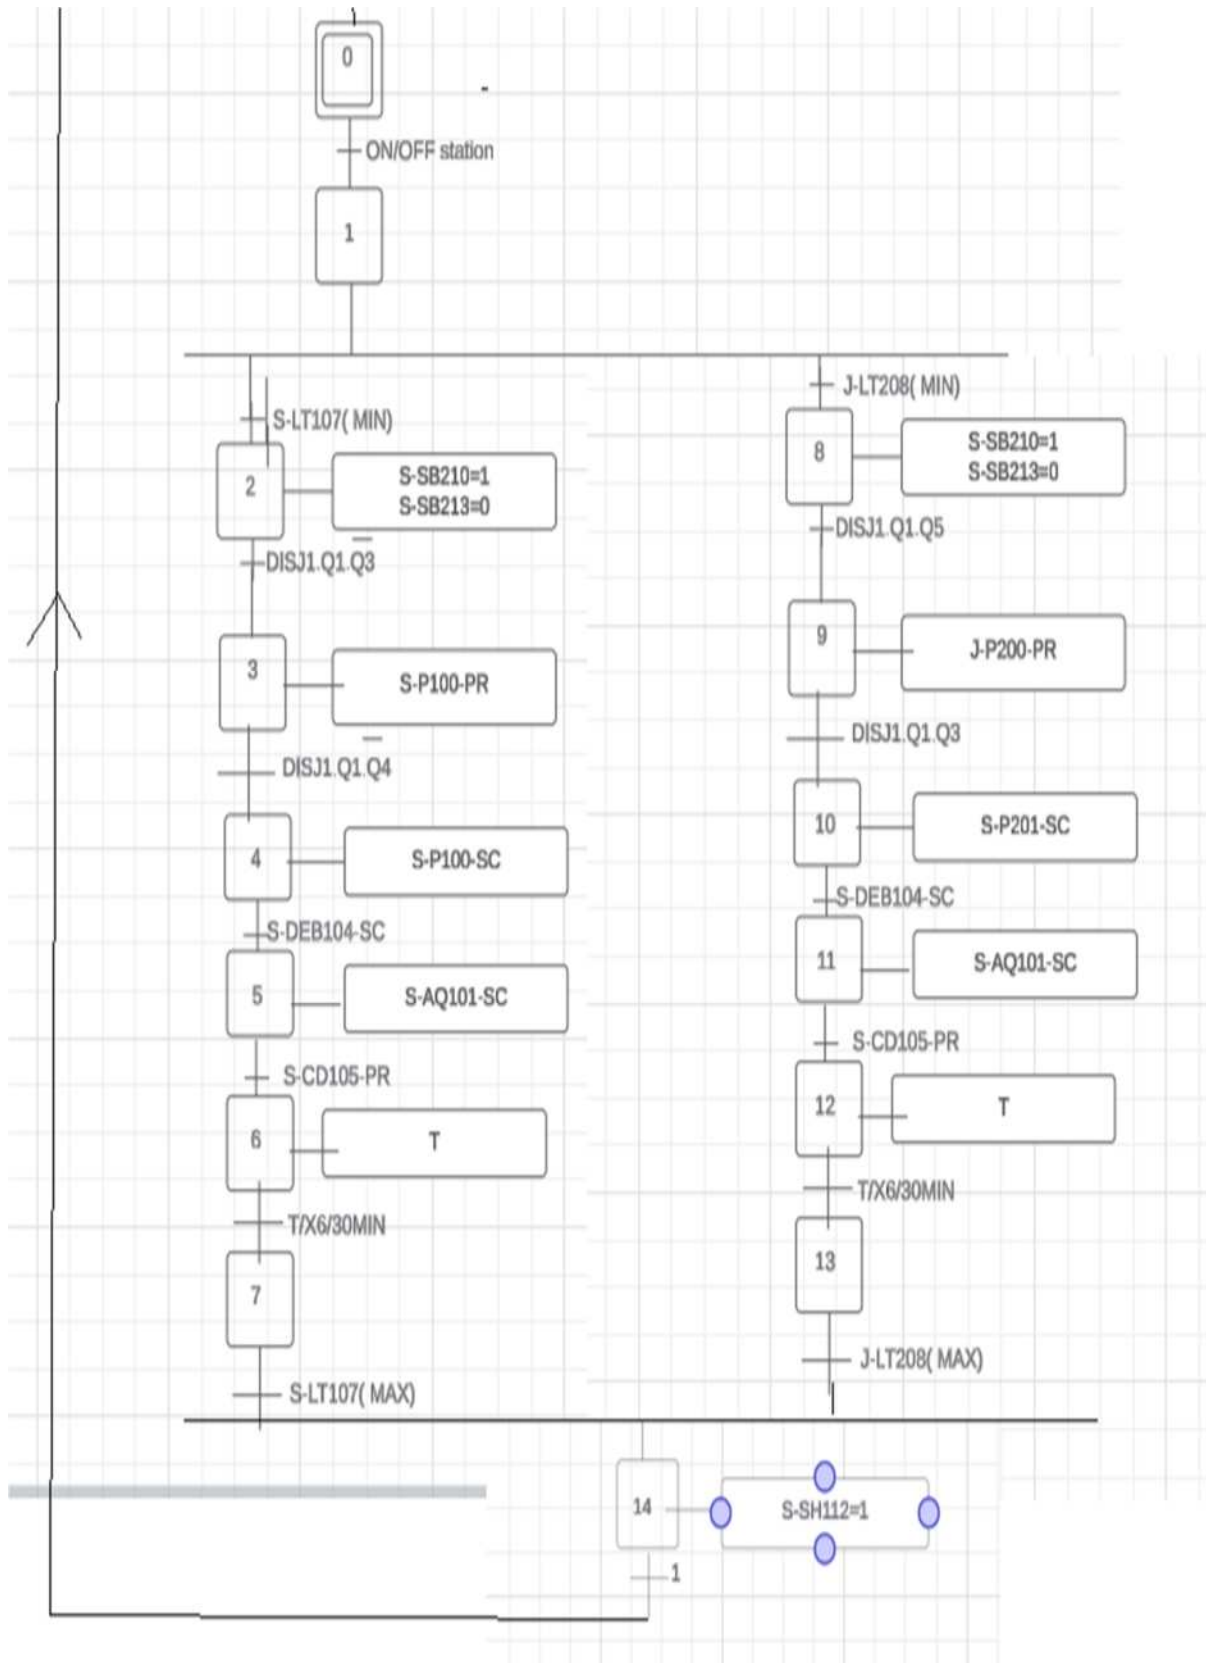 0
ON/OFF station
1
S-LT107( MIN)
2
S-SB210=1
S-SB213=0
DISJ1.Q1.Q3
3
S-P100-PR
DISJ1.Q1.Q4
4
S-P100-SC
S-DEB104-SC
5
S-AQ101-SC
S-CD105-PR
6
T
T/X6/30MIN
7
S-LT107( MAX)
J-LT208( MIN)
8
S-SB210=1
S-SB213=0
DISJ1.Q1.Q5
9
J-P200-PR
DISJ1.Q1.Q3
10
S-P201-SC
S-DEB104-SC
11
S-AQ101-SC
S-CD105-PR
12
T
T/X6/30MIN
13
J-LT208( MAX)
14
S-SH112=1
1